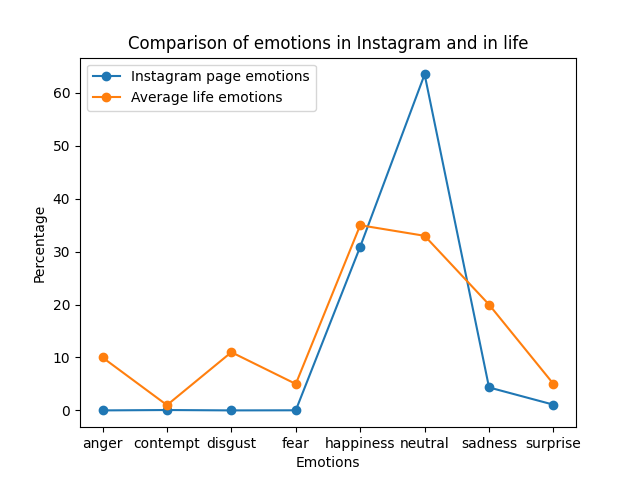 Comparison of emotions in Instagram and in life
Instagram page emotions
Average life emotions
Percentage
60
50
40
30
20
10
0
anger contempt disgust fear happiness neutral sadness surprise
Emotions